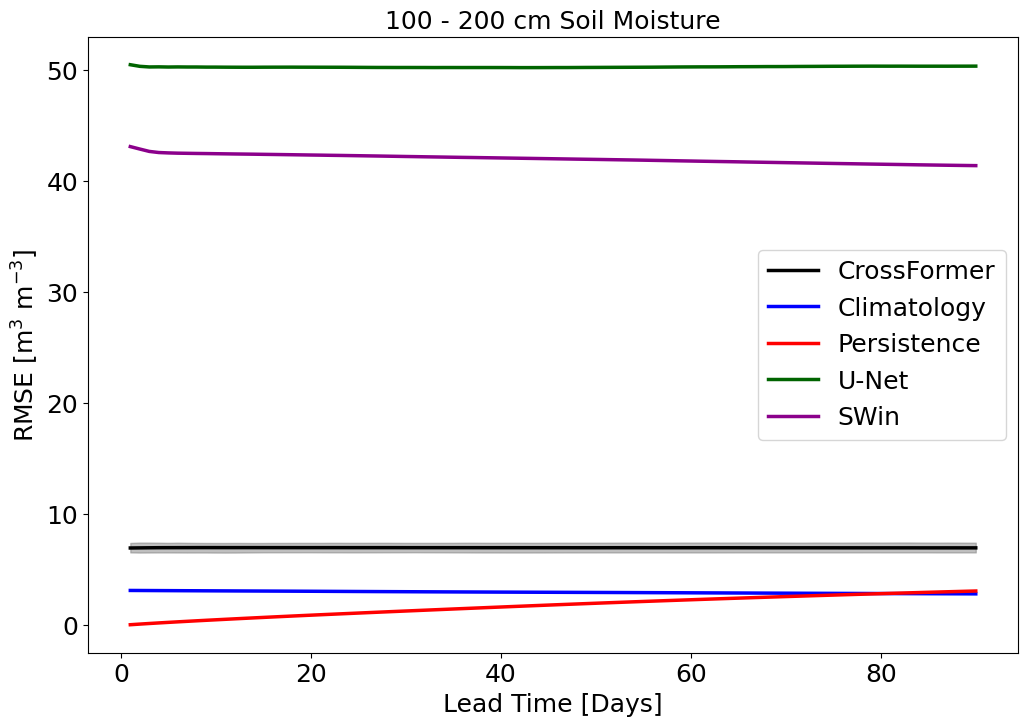 100 - 200 cm Soil Moisture
RMSE [m³ m⁻³]
50
40
30
20
10
0
CrossFormer
Climatology
Persistence
U-Net
SWin
0 20 40 60 80
Lead Time [Days]